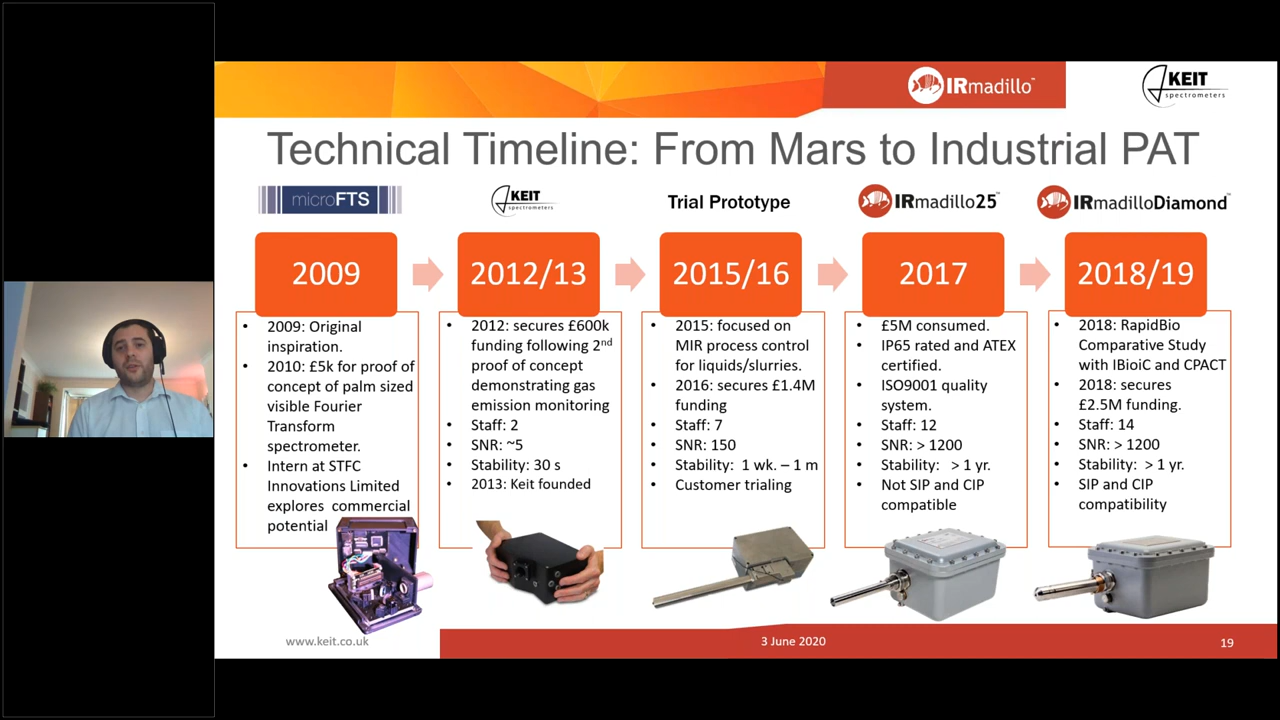 IRmadillo™
KEIT
spectrometers
Technical Timeline: From Mars to Industrial PAT
microFTS
KEIT
spectrometers
Trial Prototype
IRmadillo25™
IRmadilloDiamond™
2009
2012/13
2015/16
2017
2018/19
• 2009: Original
inspiration.
• 2010: £5k for proof of
concept of palm sized
visible Fourier
Transform
spectrometer.
• Intern at STFC
Innovations Limited
explores commercial
potential
• 2012: secures £600k
funding following 2nd
proof of concept
demonstrating gas
emission monitoring
• Staff: 2
• SNR: ~5
• Stability: 30 s
• 2013: Keit founded
• 2015: focused on
MIR process control
for liquids/slurries.
• 2016: secures £1.4M
funding
• Staff: 7
• SNR: 150
• Stability: 1 wk. – 1 m
• Customer trialing
• £5M consumed.
• IP65 rated and ATEX
certified.
• ISO9001 quality
system.
• Staff: 12
• SNR: > 1200
• Stability: > 1 yr.
• Not SIP and CIP
compatible
• 2018: RapidBio
Comparative Study
with IBioiC and CPACT
• 2018: secures
£2.5M funding.
• Staff: 14
• SNR: > 1200
• Stability: > 1 yr.
• SIP and CIP
compatibility
www.keit.co.uk
3 June 2020
19